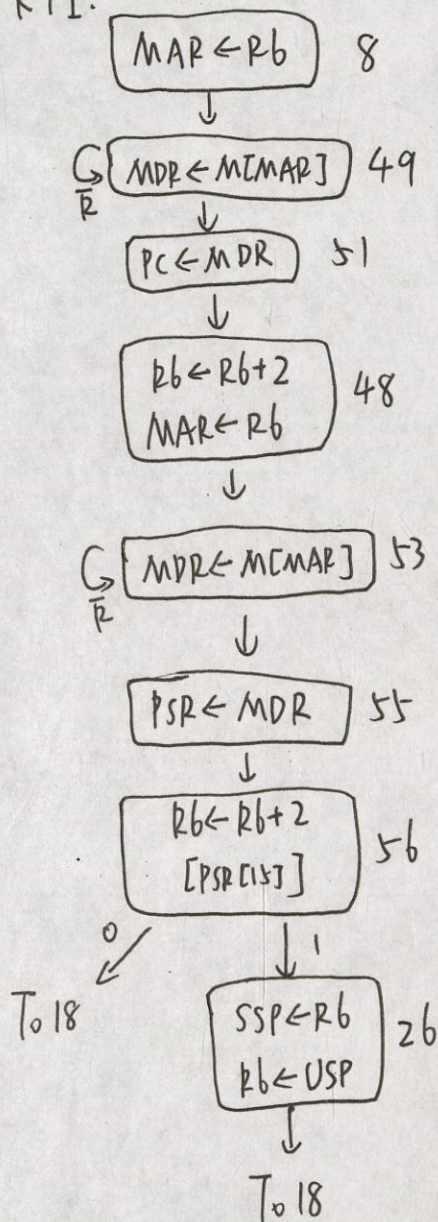 RTI:
MAR ← R6 8
MDR ← M[MAR] 49
R̅
PC ← MDR 51
R6 ← R6+2
MAR ← R6
48
MDR ← M[MAR] 53
R̅
PSR ← MDR 55
R6 ← R6+2
[PSR[15]]
56
0 1
To 18
SSP ← R6
R6 ← USP
26
To 18